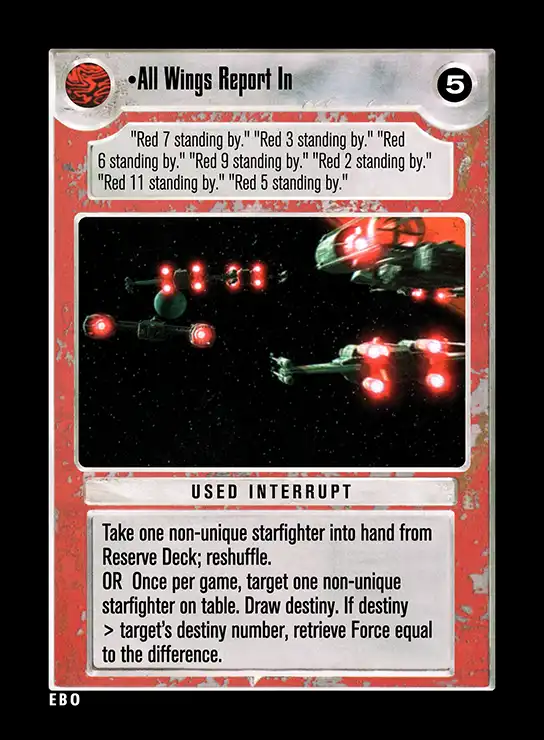 •All Wings Report In
5
"Red 7 standing by." "Red 3 standing by." "Red
6 standing by." "Red 9 standing by." "Red 2 standing by."
"Red 11 standing by." "Red 5 standing by."
USED INTERRUPT
Take one non-unique starfighter into hand from
Reserve Deck; reshuffle.
OR Once per game, target one non-unique
starfighter on table. Draw destiny. If destiny
> target's destiny number, retrieve Force equal
to the difference.
EBO